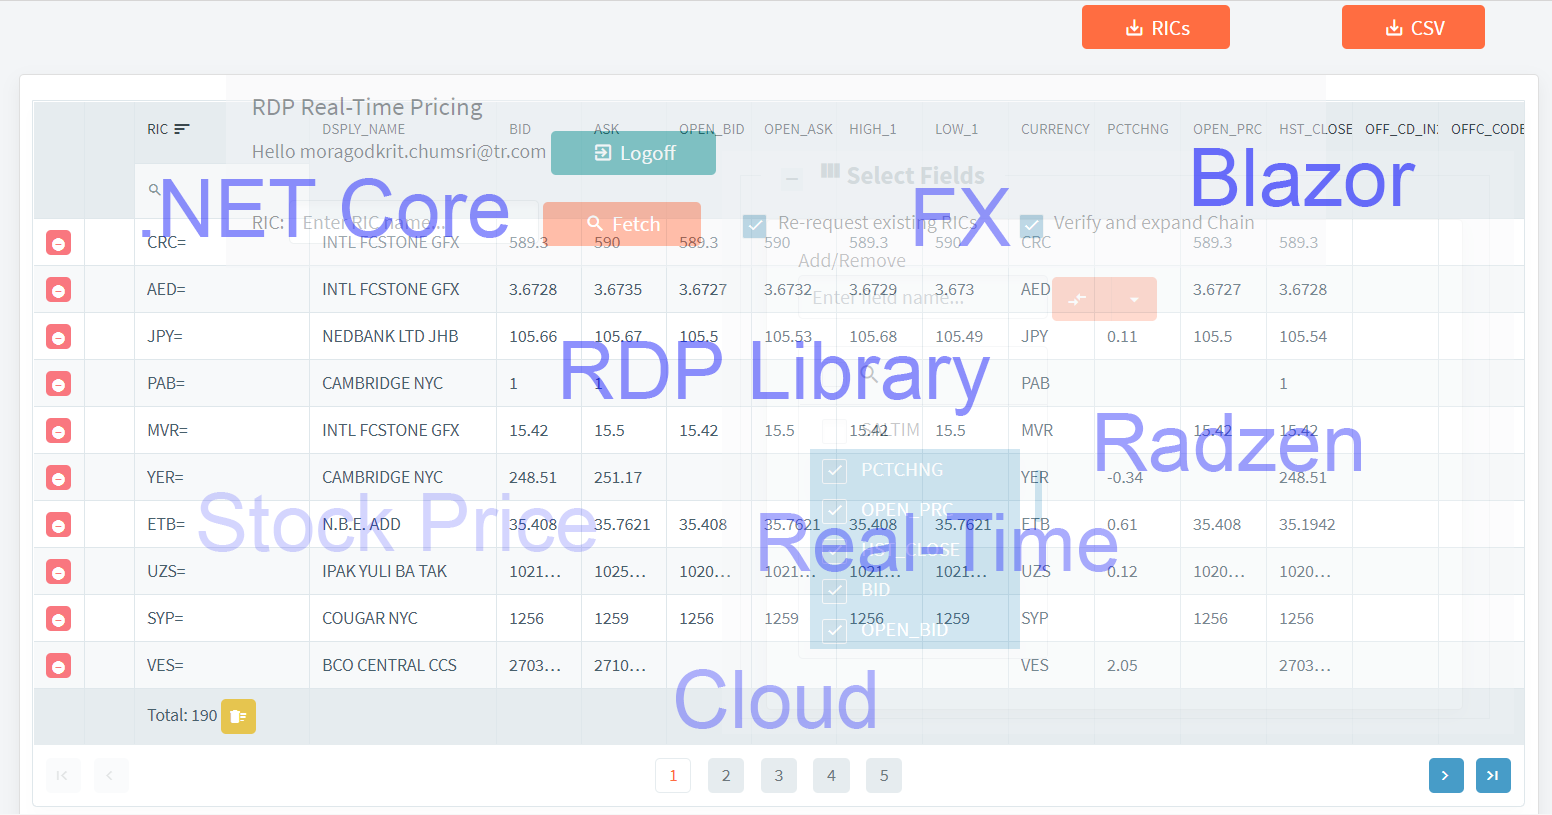 RICs CSV
RDP Real-Time Pricing
RIC DSPLY_NAME BID ASK OPEN_BID OPEN_ASK HIGH_1 LOW_1 CURRENCY PCTCHNG OPEN_PRC HST_CLOSE OFF_CD_IN OFFC_CODE
Hello moragodkrit.chumsri@tr.com Logoff
Select Fields
Blazor
.NET Core
FX
RIC: Enter RIC name... Fetch Re-request existing RICs Verify and expand Chain
CRC= INTL FCSTONE GFX 589.3 590 589.3 590 589.3 590 CRC 589.3 589.3
Add/Remove
AED= INTL FCSTONE GFX 3.6728 3.6735 3.6727 3.6732 3.6729 3.673 AED 3.6727 3.6728
Enter field name...
JPY= NEDBANK LTD JHB 105.66 105.67 105.5 105.53 105.68 105.49 JPY 0.11 105.5 105.54
RDP Library
PAB= CAMBRIDGE NYC 1 1 PAB 1
MVR= INTL FCSTONE GFX 15.42 15.5 15.42 15.5 15.42 15.5 MVR 15.42 15.42
SALTIM
Radzen
PCTCHNG
YER= CAMBRIDGE NYC 248.51 251.17 YER -0.34 248.51
OPEN_PRC
Stock Price
ETB= N.B.E. ADD 35.408 35.7621 35.408 35.7621 35.408 35.7621 ETB 0.61 35.408 35.1942
Real-Time
HST_CLOSE
UZS= IPAK YULI BA TAK 1021... 1025... 1020... 1021... 1021... 1021... UZS 0.12 1020... 1020...
BID
SYP= COUGAR NYC 1256 1259 1256 1259 1256 1259 SYP 1256 1256
OPEN_BID
VES= BCO CENTRAL CCS 2703... 2710... VES 2.05 2703...
Cloud
Total: 190
1 2 3 4 5